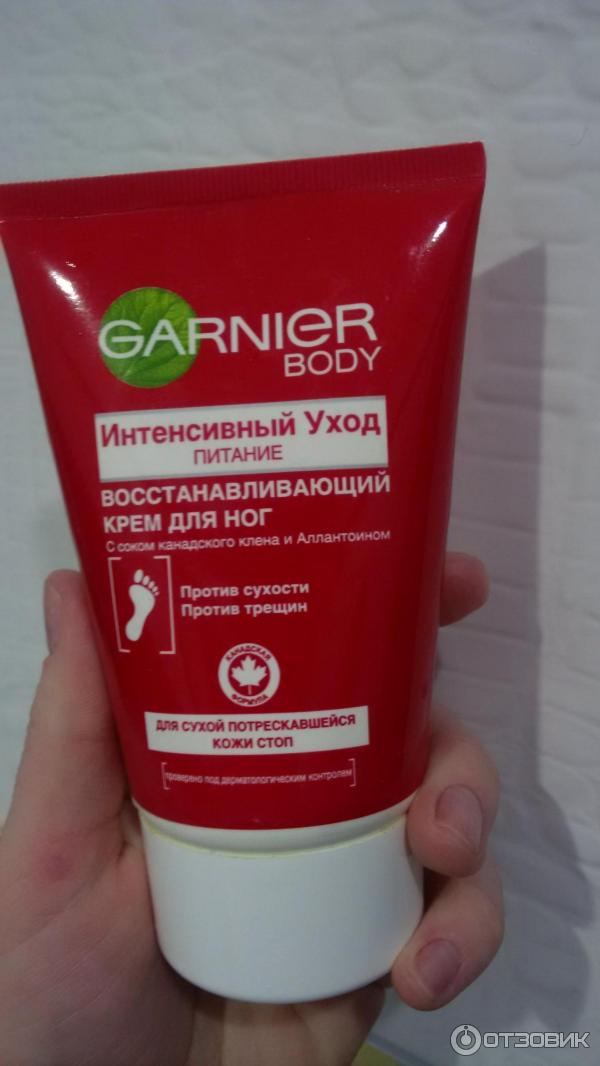 GARNIER
BODY
Интенсивный Уход
ПИТАНИЕ
ВОССТАНАВЛИВАЮЩИЙ
КРЕМ ДЛЯ НОГ
С соком канадского клена и Аллантоином
Против сухости
Против трещин
КАНАДСКАЯ
ФОРМУЛА
ДЛЯ СУХОЙ ПОТРЕСКАВШЕЙСЯ
КОЖИ СТОП
проверено под дерматологическим контролем
ОТЗОВИК